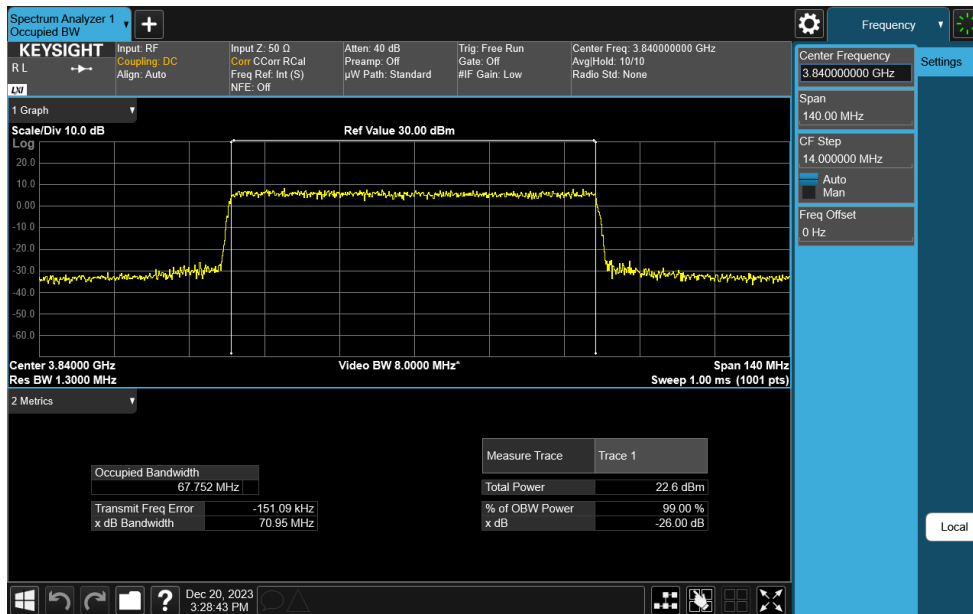 Spectrum Analyzer 1
Occupied BW
Frequency
KEYSIGHT
R L
LXI
Input: RF
Coupling: DC
Align: Auto
Input Z: 50 Ω
Corr CCorr RCal
Freq Ref: Int (S)
NFE: Off
Atten: 40 dB
Preamp: Off
µW Path: Standard
Trig: Free Run
Gate: Off
#IF Gain: Low
Center Freq: 3.840000000 GHz
Avg|Hold: 10/10
Radio Std: None
Center Frequency
3.840000000 GHz
Settings
Span
140.00 MHz
CF Step
14.000000 MHz
Auto
Man
Freq Offset
0 Hz
Local
1 Graph
Scale/Div 10.0 dB
Ref Value 30.00 dBm
Log
20.0
10.0
0.00
-10.0
-20.0
-30.0
-40.0
-50.0
-60.0
Center 3.84000 GHz
Video BW 8.0000 MHz*
Span 140 MHz
Res BW 1.3000 MHz
Sweep 1.00 ms (1001 pts)
2 Metrics
Occupied Bandwidth
67.752 MHz
Transmit Freq Error -151.09 kHz
x dB Bandwidth 70.95 MHz
Measure Trace Trace 1
Total Power 22.6 dBm
% of OBW Power 99.00 %
x dB -26.00 dB
?
Dec 20, 2023
3:28:43 PM